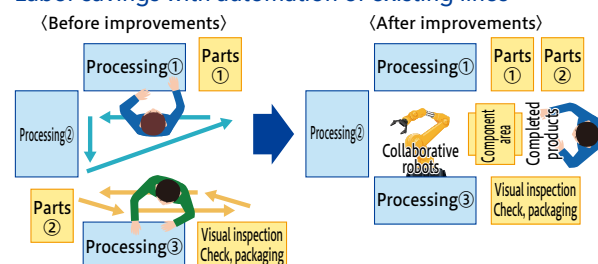 Labor savings with automation of existing lines
〈Before improvements〉
Processing①
Parts
①
Processing②
Parts
②
Processing③
Visual inspection
Check, packaging
〈After improvements〉
Processing①
Parts
①
Parts
②
Processing②
Collaborative
robots
Component
area
Completed
products
Processing③
Visual inspection
Check, packaging